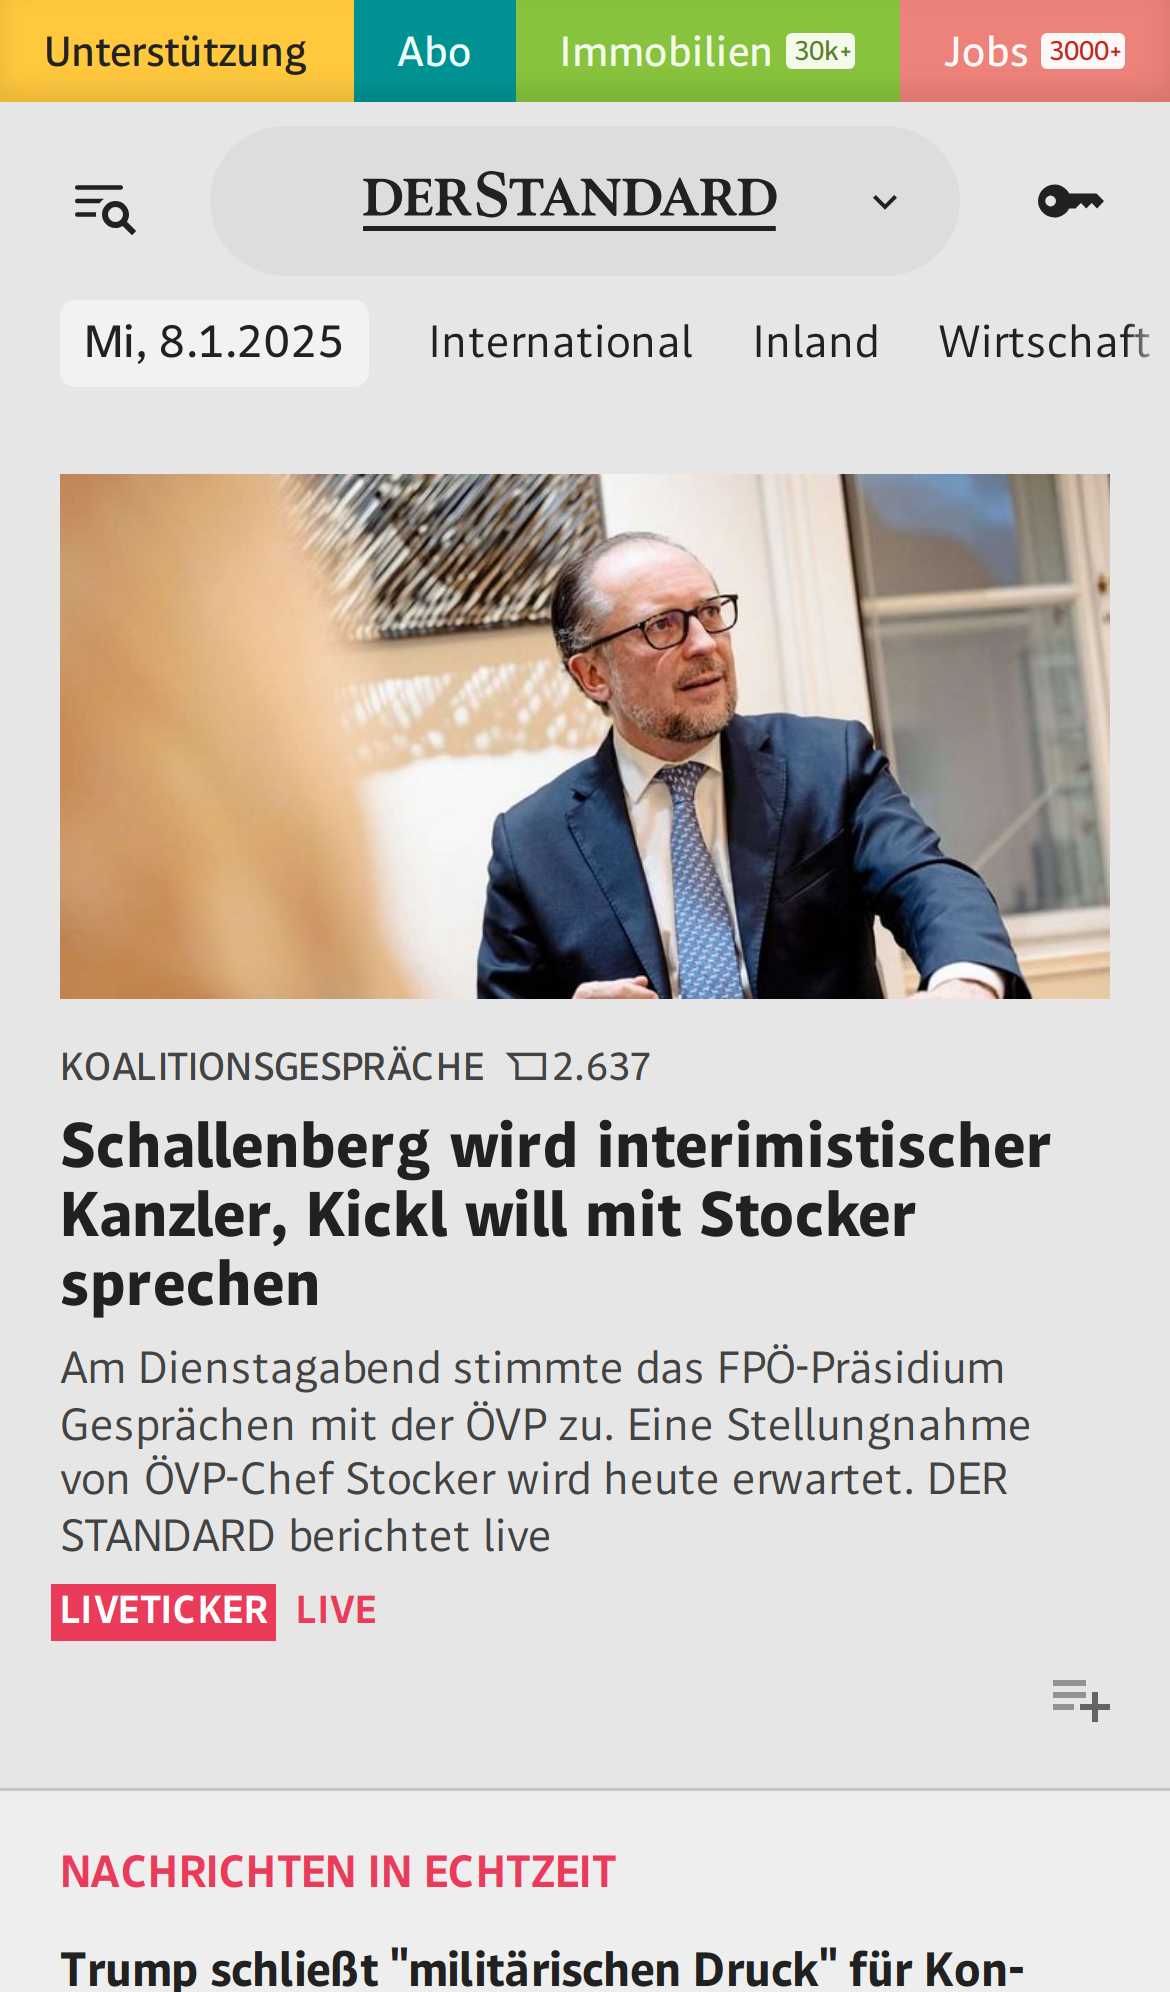 Unterstützung Abo Immobilien 30k+ Jobs 3000+
DERSTANDARD
Mi, 8.1.2025 International Inland Wirtschaft
KOALITIONSGESPRÄCHE 2.637
Schallenberg wird interimistischer
Kanzler, Kickl will mit Stocker
sprechen
Am Dienstagabend stimmte das FPÖ-Präsidium
Gesprächen mit der ÖVP zu. Eine Stellungnahme
von ÖVP-Chef Stocker wird heute erwartet. DER
STANDARD berichtet live
LIVETICKER LIVE
NACHRICHTEN IN ECHTZEIT
Trump schließt "militärischen Druck" für Kon-